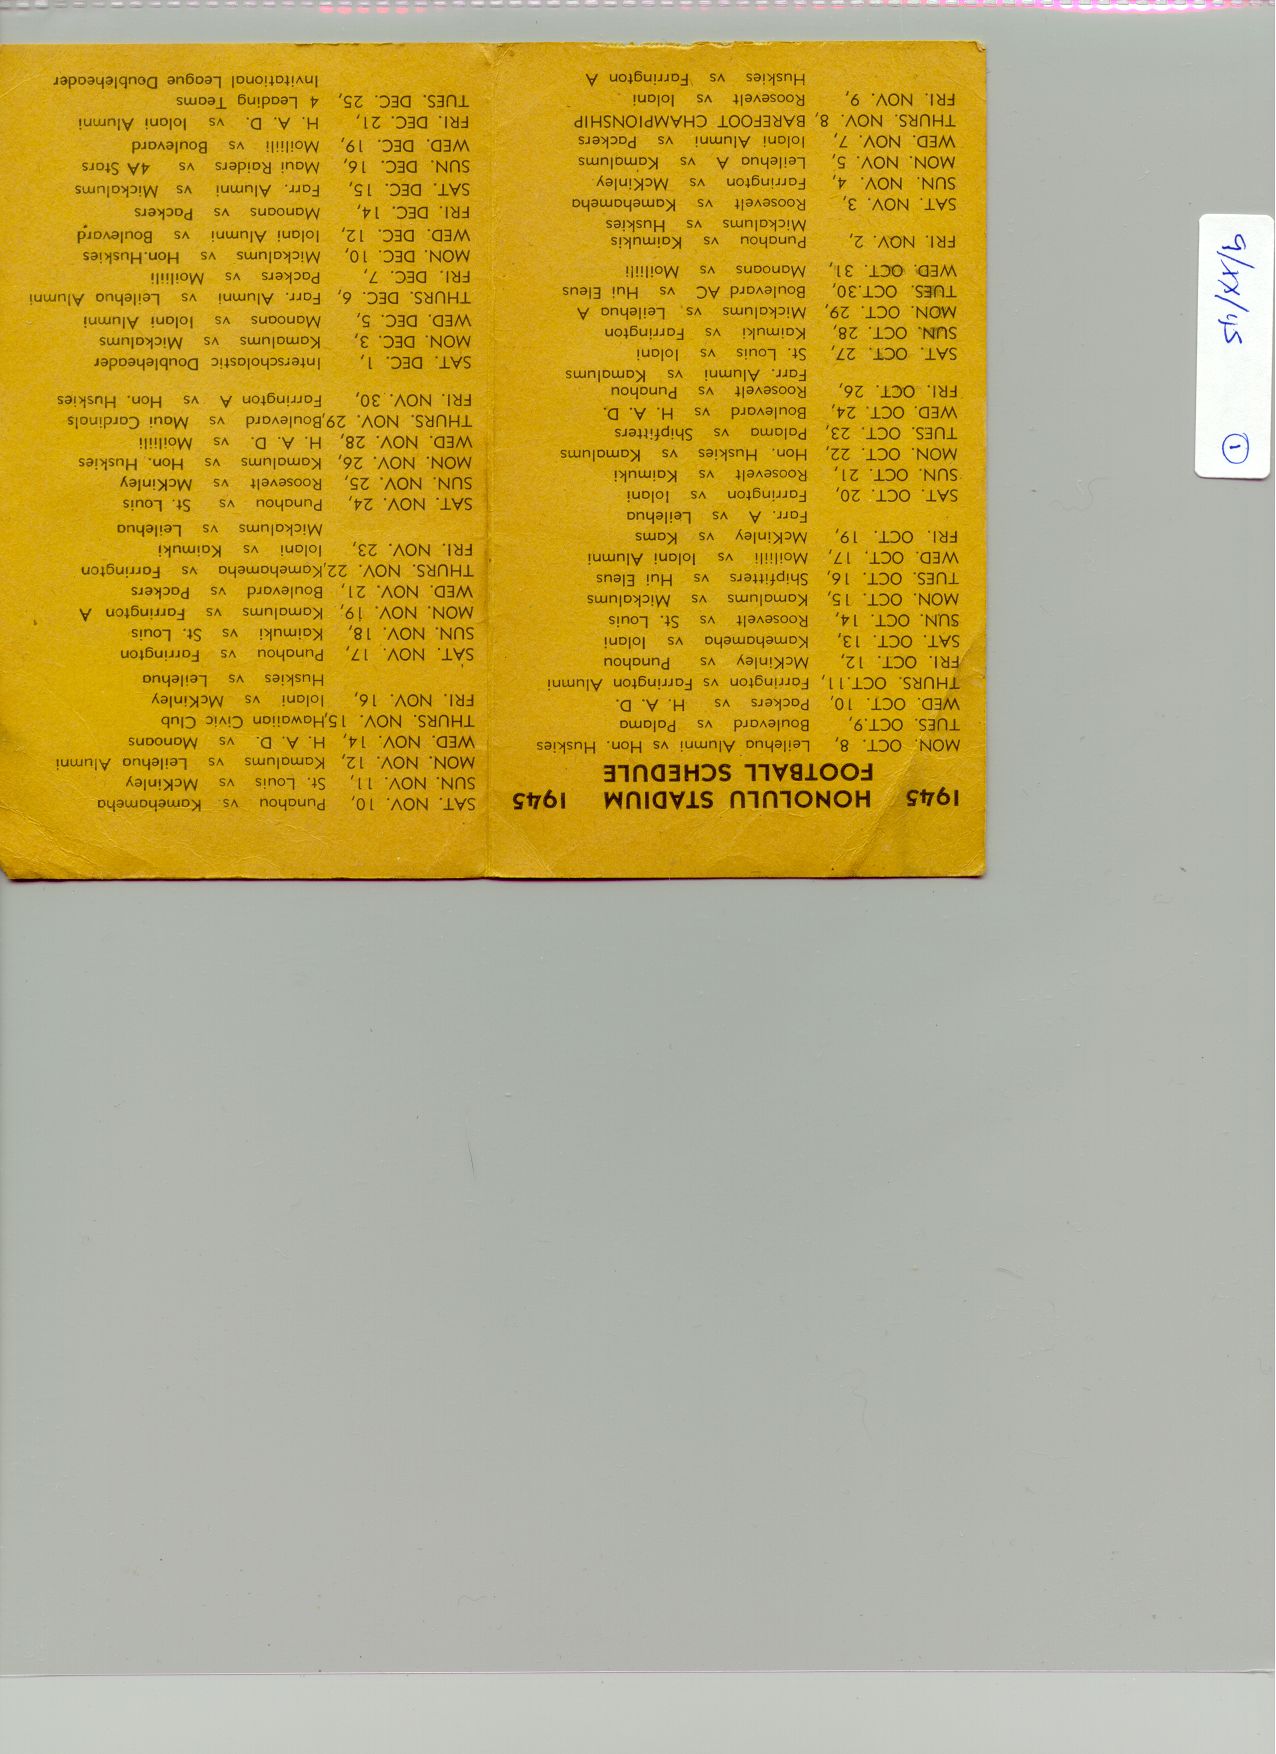 1945 HONOLULU STADIUM 1945
FOOTBALL SCHEDULE
MON. OCT. 8, Leilehua Alumni vs Hon. Huskies
TUES. OCT.9, Boulevard vs Palama
WED. OCT. 10, Packers vs H. A. D.
THURS. OCT.11, Farrington vs Farrington Alumni
FRI. OCT. 12, McKinley vs Punahou
SAT. OCT. 13, Kamehameha vs Iolani
SUN. OCT. 14, Roosevelt vs St. Louis
MON. OCT. 15, Kamalums vs Mickalums
TUES. OCT. 16, Shipfitters vs Hui Eleus
WED. OCT. 17, Moiliili vs Iolani Alumni
FRI. OCT. 19, McKinley vs Kams
Farr. A vs Leilehua
SAT. OCT. 20, Farrington vs Iolani
SUN. OCT. 21, Roosevelt vs Kaimuki
MON. OCT. 22, Hon. Huskies vs Kamalums
TUES. OCT. 23, Palama vs Shipfitters
WED. OCT. 24, Boulevard vs H. A. D.
FRI. OCT. 26, Roosevelt vs Punahou
Farr. Alumni vs Kamalums
SAT. OCT. 27, St. Louis vs Iolani
SUN. OCT. 28, Kaimuki vs Farrington
MON. OCT. 29, Mickalums vs. Leilehua A
TUES. OCT.30, Boulevard AC vs Hui Eleus
WED. OCT. 31, Manoans vs Moiliili
FRI. NOV. 2, Punahou vs Kaimukis
Mickalums vs Huskies
SAT. NOV. 3, Roosevelt vs Kamehameha
SUN. NOV. 4, Farrington vs McKinley
MON. NOV. 5, Leilehua A vs Kamalums
WED. NOV. 7, Iolani Alumni vs Packers
THURS. NOV. 8, BAREFOOT CHAMPIONSHIP
FRI. NOV. 9, Roosevelt vs Iolani
Huskies vs Farrington A
SAT. NOV. 10, Punahou vs. Kamehameha
SUN. NOV. 11, St. Louis vs McKinley
MON. NOV. 12, Kamalums vs Leilehua Alumni
WED. NOV. 14, H. A. D. vs Manoans
THURS. NOV. 15,Hawaiian Civic Club
FRI. NOV. 16, Iolani vs McKinley
Huskies vs Leilehua
SAT. NOV. 17, Punahou vs Farrington
SUN. NOV. 18, Kaimuki vs St. Louis
MON. NOV. 19, Kamalums vs Farrington A
WED. NOV. 21, Boulevard vs Packers
THURS. NOV. 22,Kamehameha vs Farrington
FRI. NOV. 23, Iolani vs Kaimuki
Mickalums vs Leilehua
SAT. NOV. 24, Punahou vs St. Louis
SUN. NOV. 25, Roosevelt vs McKinley
MON. NOV. 26, Kamalums vs Hon. Huskies
WED. NOV. 28, H. A. D. vs Moiliili
THURS. NOV. 29,Boulevard vs Maui Cardinals
FRI. NOV. 30, Farrington A vs Hon. Huskies
SAT. DEC. 1, Interscholastic Doubleheader
MON. DEC. 3, Kamalums vs Mickalums
WED. DEC. 5, Manoans vs Iolani Alumni
THURS. DEC. 6, Farr. Alumni vs Leilehua Alumni
FRI. DEC. 7, Packers vs Moiliili
MON. DEC. 10, Mickalums vs Hon.Huskies
WED. DEC. 12, Iolani Alumni vs Boulevard
FRI. DEC. 14, Manoans vs Packers
SAT. DEC. 15, Farr. Alumni vs Mickalums
SUN. DEC. 16, Maui Raiders vs 4A Stars
WED. DEC. 19, Moiliili vs Boulevard
FRI. DEC. 21, H. A. D. vs Iolani Alumni
TUES. DEC. 25, 4 Leading Teams
Invitational League Doubleheader
9/XX/45
1